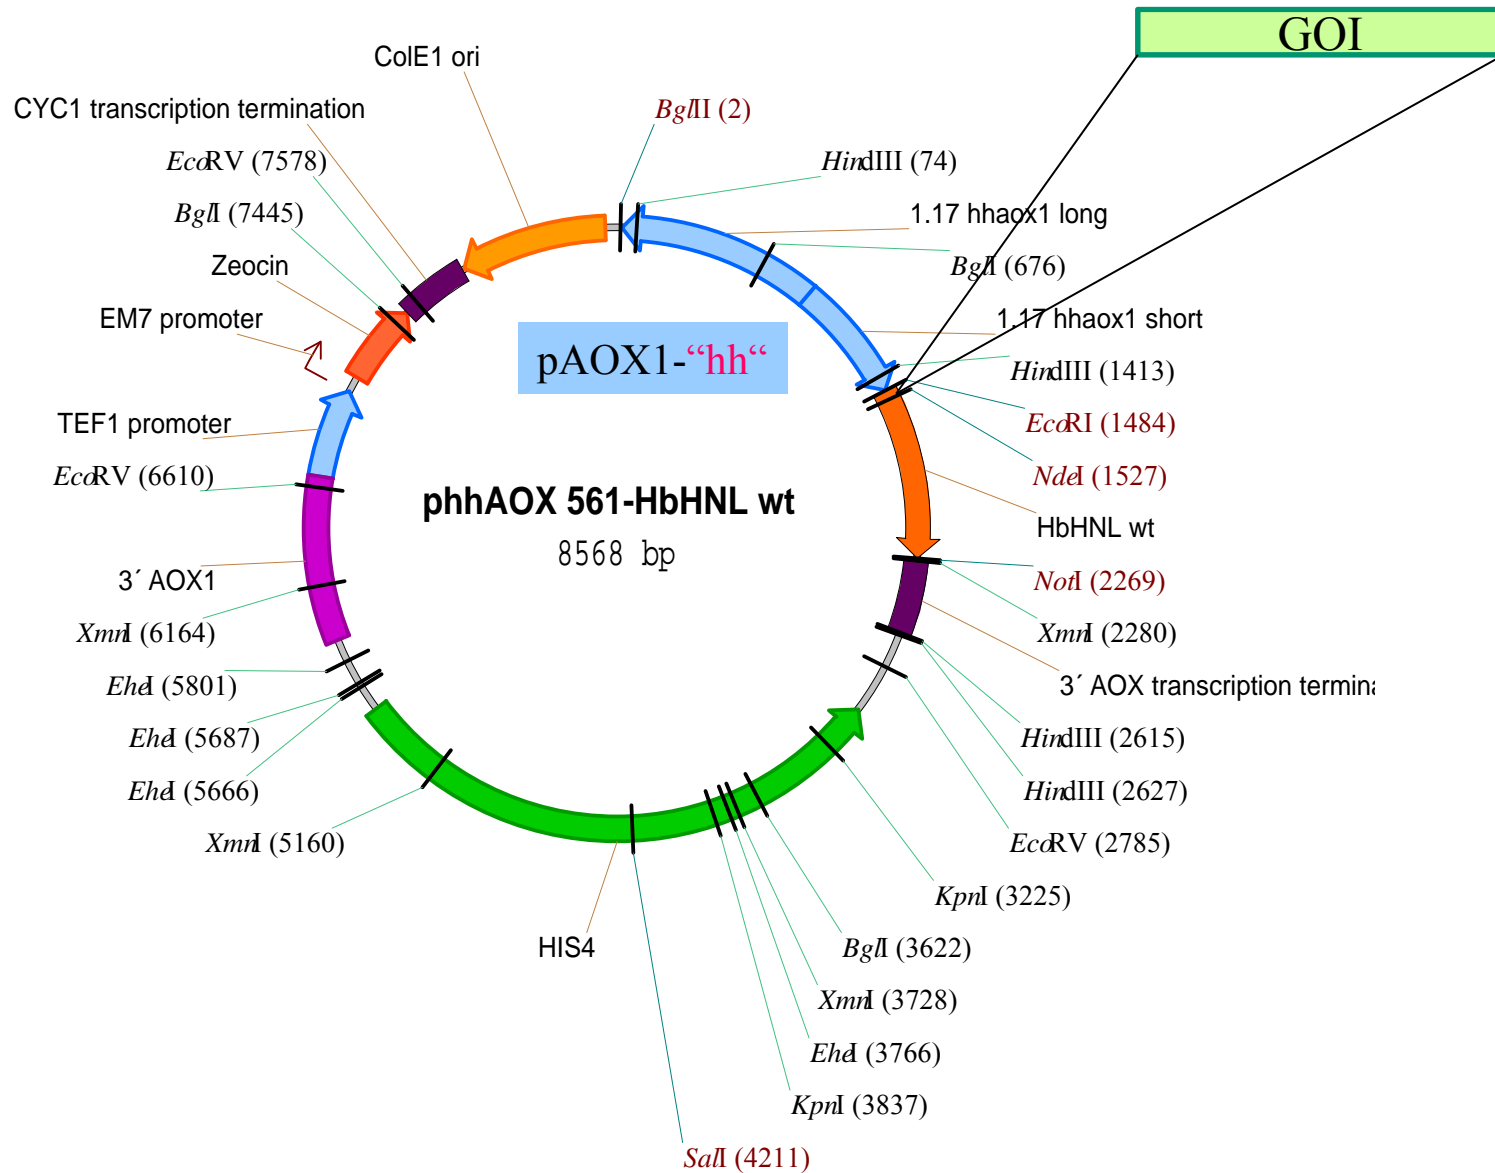 GOI
ColE1 ori
CYC1 transcription termination
BglII (2)
EcoRV (7578)
HindIII (74)
BglI (7445)
1.17 hhaox1 long
Zeocin
BglI (676)
EM7 promoter
1.17 hhaox1 short
pAOX1-“hh“
HindIII (1413)
TEF1 promoter
EcoRI (1484)
EcoRV (6610)
NdeI (1527)
phhAOX 561-HbHNL wt
HbHNL wt
8568 bp
3´ AOX1
NotI (2269)
XmnI (6164)
XmnI (2280)
EheI (5801)
3´ AOX transcription termina
EheI (5687)
HindIII (2615)
EheI (5666)
HindIII (2627)
XmnI (5160)
EcoRV (2785)
KpnI (3225)
HIS4
BglI (3622)
XmnI (3728)
EheI (3766)
KpnI (3837)
SalI (4211)